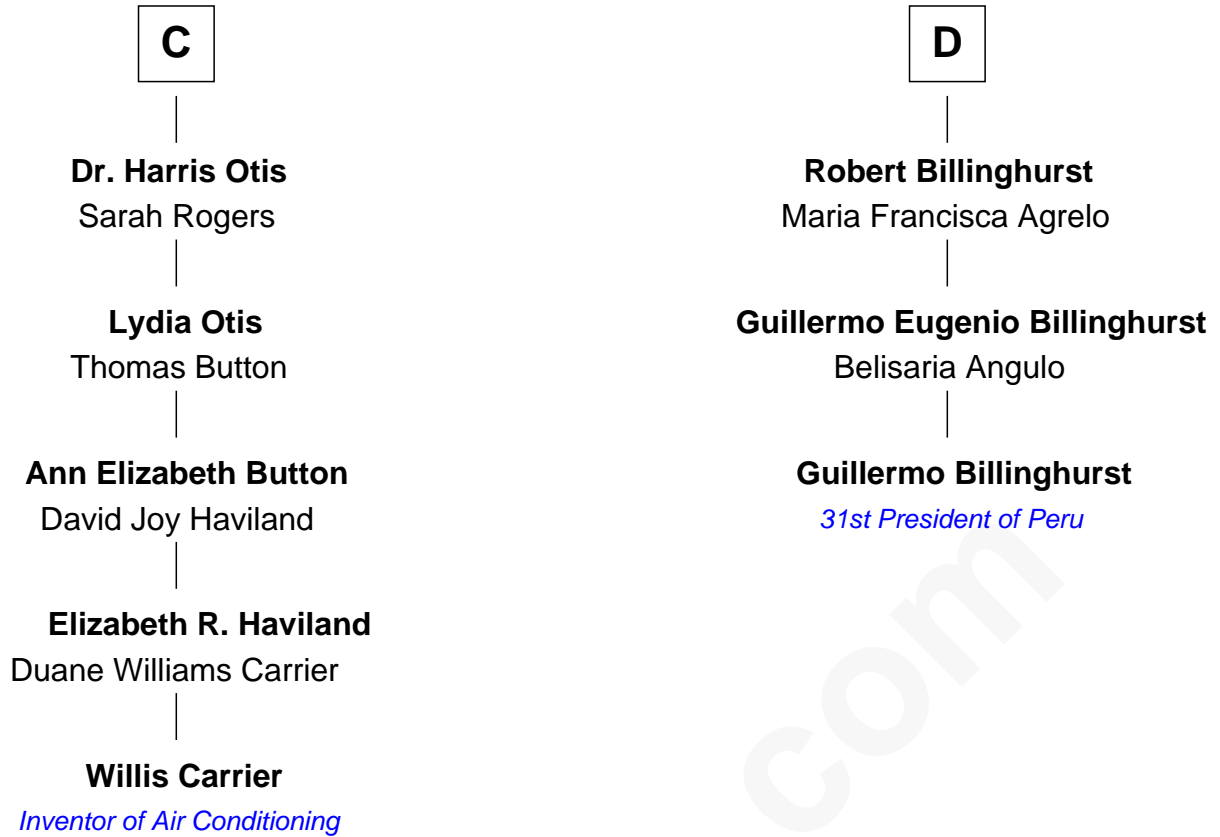 C
Dr. Harris Otis
Sarah Rogers
Lydia Otis
Thomas Button
Ann Elizabeth Button
David Joy Haviland
Elizabeth R. Haviland
Duane Williams Carrier
Willis Carrier
Inventor of Air Conditioning
D
Robert Billinghurst
Maria Francisca Agrelo
Guillermo Eugenio Billinghurst
Belisaria Angulo
Guillermo Billinghurst
31st President of Peru
com